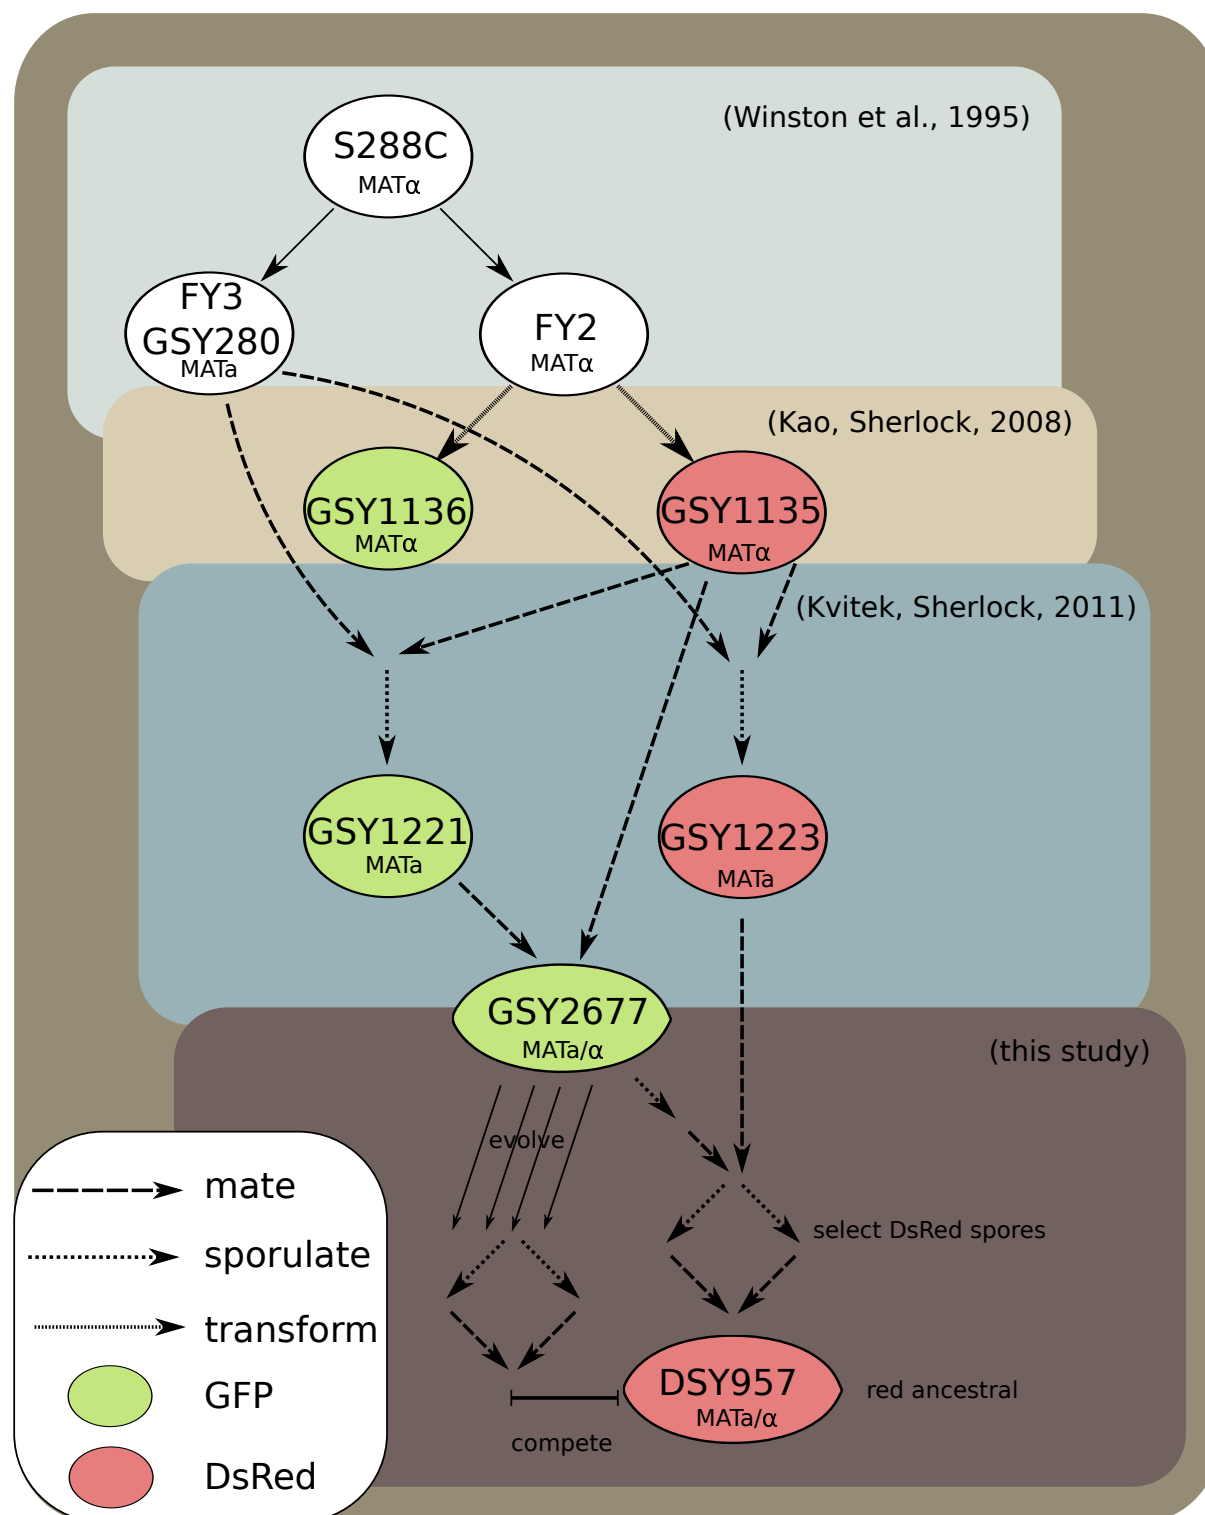 (Winston et al., 1995)
S288C
MATα
FY3
GSY280
MATa
FY2
MATα
(Kao, Sherlock, 2008)
GSY1136
MATα
GSY1135
MATα
(Kvitek, Sherlock, 2011)
GSY1221
MATa
GSY1223
MATa
GSY2677
MATa/α
(this study)
evolve
select DsRed spores
DSY957
MATa/α
red ancestral
compete
mate
sporulate
transform
GFP
DsRed